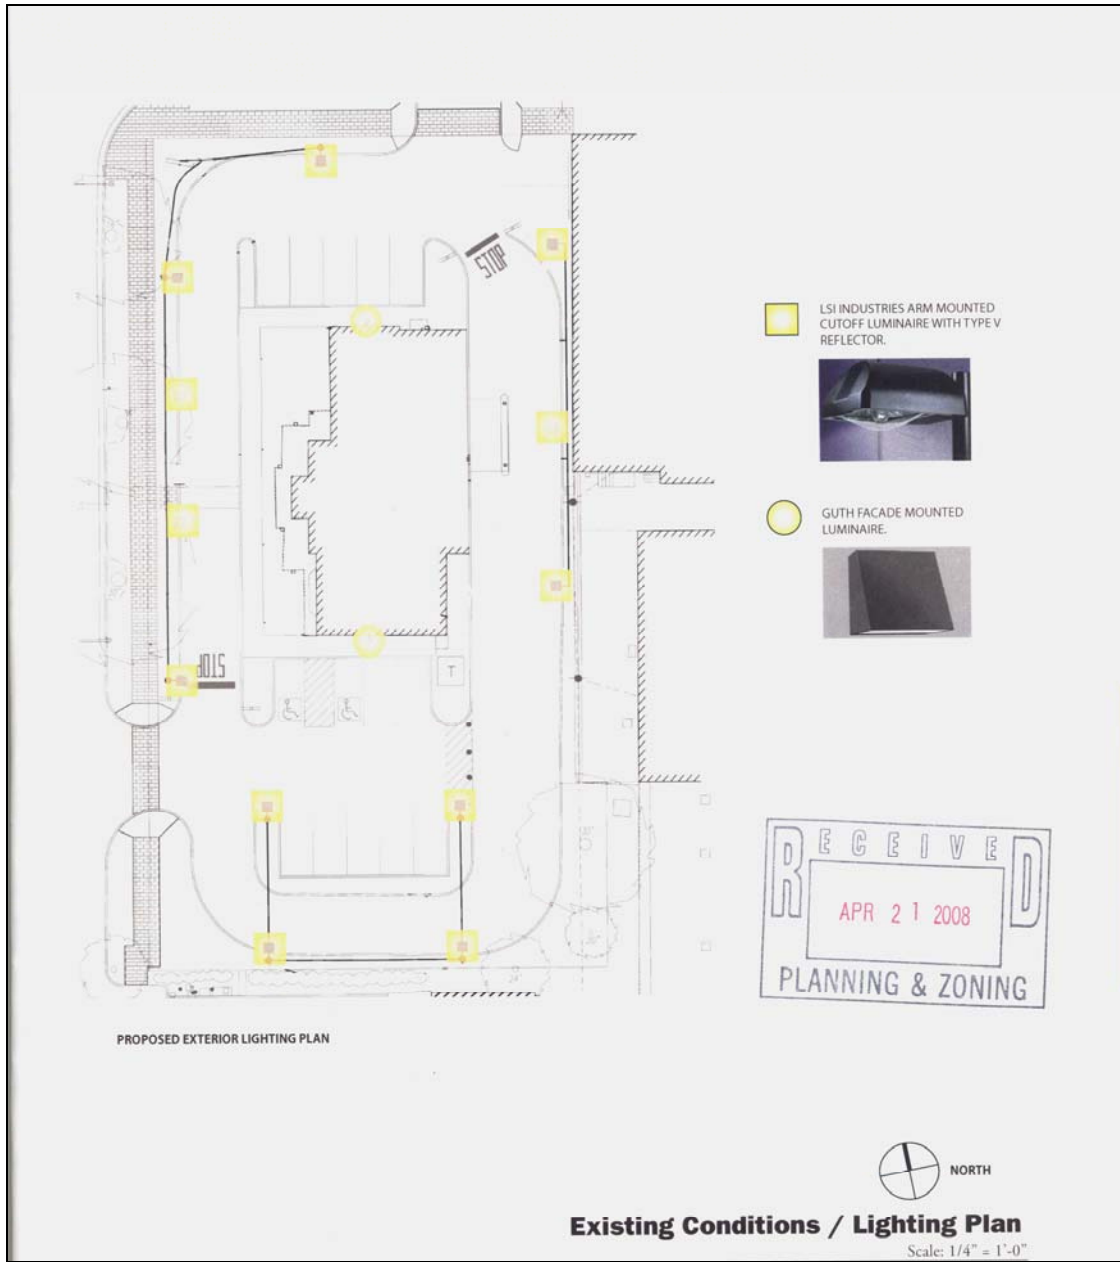 STOP
LSI INDUSTRIES ARM MOUNTED
CUTOFF LUMINAIRE WITH TYPE V
REFLECTOR.
GUTH FACADE MOUNTED
LUMINAIRE.
STOP
T
RECEIVED
APR 21 2008
PLANNING & ZONING
PROPOSED EXTERIOR LIGHTING PLAN
NORTH
Existing Conditions / Lighting Plan
Scale: 1/4" = 1'-0"